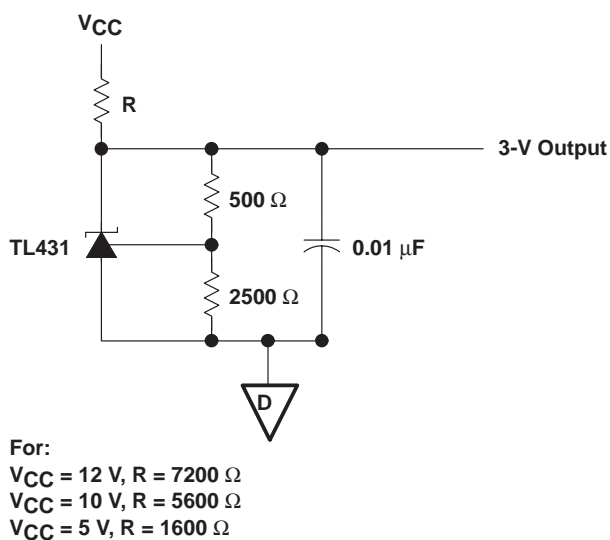 VCC
R
3-V Output
500 Ω
TL431
0.01 μF
2500 Ω
D
For:
VCC = 12 V, R = 7200 Ω
VCC = 10 V, R = 5600 Ω
VCC = 5 V, R = 1600 Ω